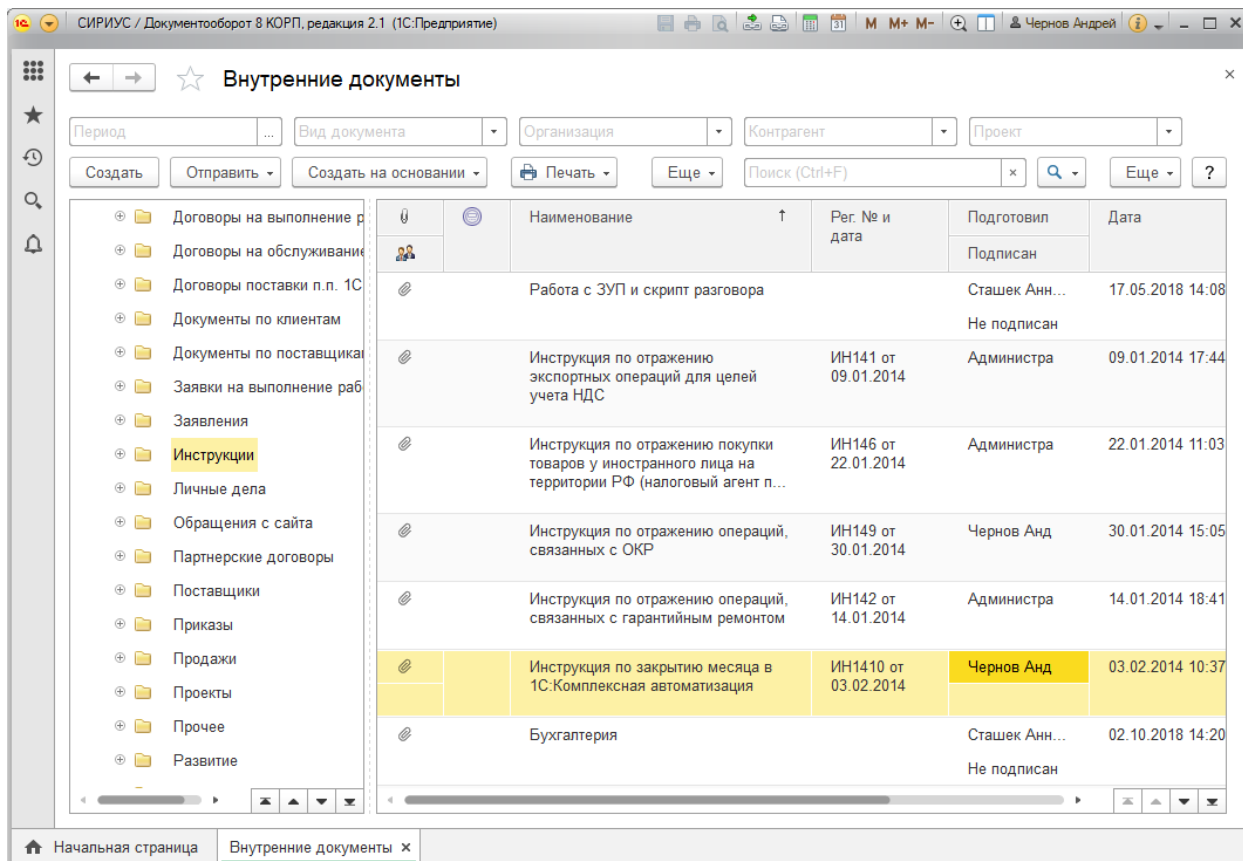 1С СИРИУС / Документооборот 8 КОРП, редакция 2.1 (1С:Предприятие) 31 M M+ M- Чернов Андрей i
Внутренние документы
Период ... Вид документа Организация Контрагент Проект
Создать Отправить Создать на основании Печать Еще Поиск (Ctrl+F) × Еще ?
Договоры на выполнение р
Договоры на обслуживание
Договоры поставки п.п. 1С
Документы по клиентам
Документы по поставщика
Заявки на выполнение раб
Заявления
Инструкции
Личные дела
Обращения с сайта
Партнерские договоры
Поставщики
Приказы
Продажи
Проекты
Прочее
Развитие
Наименование ↑ Рег. № и Подготовил Дата
дата
Подписан
Работа с ЗУП и скрипт разговора Сташек Анн... 17.05.2018 14:08
Не подписан
Инструкция по отражению ИН141 от Администра 09.01.2014 17:44
экспортных операций для целей 09.01.2014
учета НДС
Инструкция по отражению покупки ИН146 от Администра 22.01.2014 11:03
товаров у иностранного лица на 22.01.2014
территории РФ (налоговый агент п...
Инструкция по отражению операций, ИН149 от Чернов Анд 30.01.2014 15:05
связанных с ОКР 30.01.2014
Инструкция по отражению операций, ИН142 от Администра 14.01.2014 18:41
связанных с гарантийным ремонтом 14.01.2014
Инструкция по закрытию месяца в ИН1410 от Чернов Анд 03.02.2014 10:37
1С:Комплексная автоматизация 03.02.2014
Бухгалтерия Сташек Анн... 02.10.2018 14:20
Не подписан
Начальная страница Внутренние документы ×